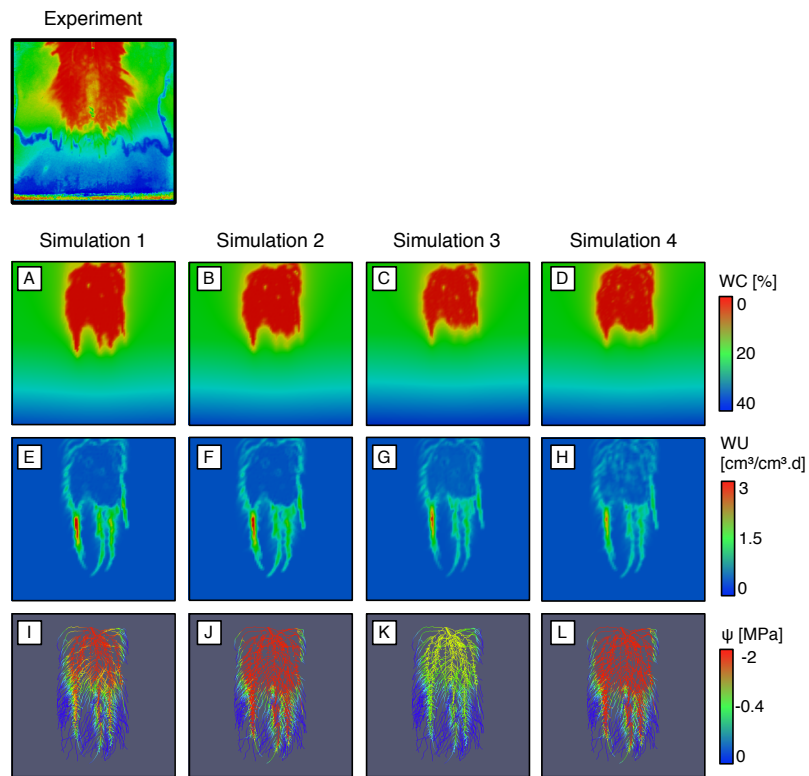 Experiment
Simulation 1 Simulation 2 Simulation 3 Simulation 4
A B C D
WC [%]
0
20
40
E F G H
WU
[cm³/cm³.d]
3
1.5
0
I J K L
ψ [MPa]
-2
-0.4
0